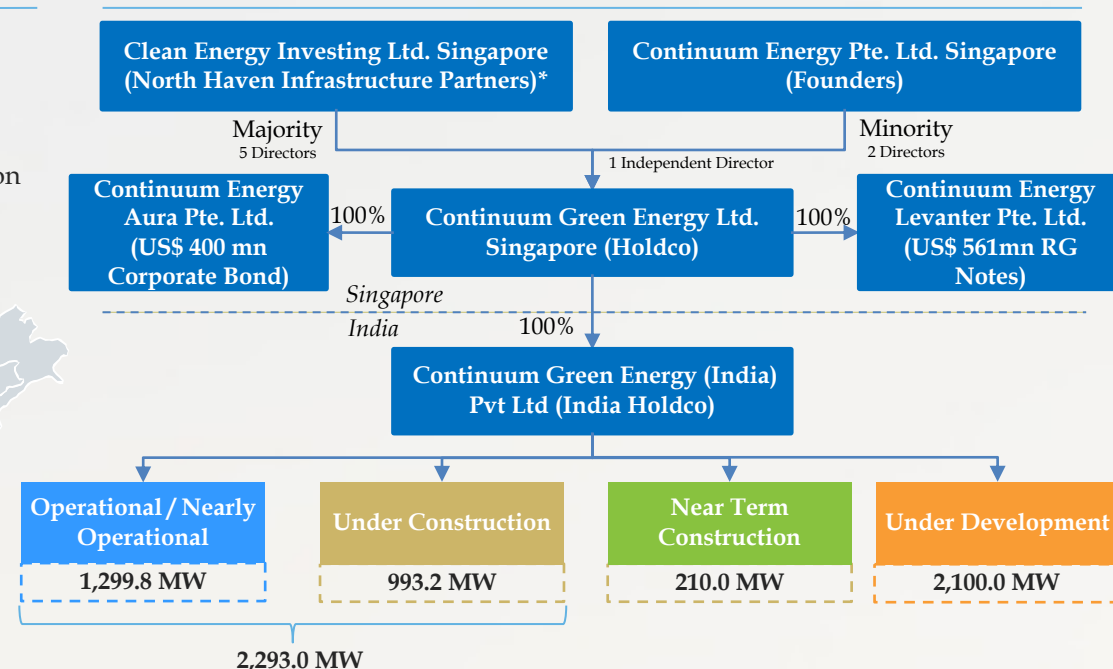 Clean Energy Investing Ltd. Singapore
(North Haven Infrastructure Partners)*
Continuum Energy Pte. Ltd. Singapore
(Founders)
Majority
5 Directors
Minority
2 Directors
1 Independent Director
on
Continuum Energy
Aura Pte. Ltd.
(US$ 400 mn
Corporate Bond)
100%
Continuum Green Energy Ltd.
Singapore (Holdco)
100%
Continuum Energy
Levanter Pte. Ltd.
(US$ 561mn RG
Notes)
Singapore
India
100%
Continuum Green Energy (India)
Pvt Ltd (India Holdco)
Operational / Nearly
Operational
Under Construction
Near Term
Construction
Under Development
1,299.8 MW
993.2 MW
210.0 MW
2,100.0 MW
2,293.0 MW